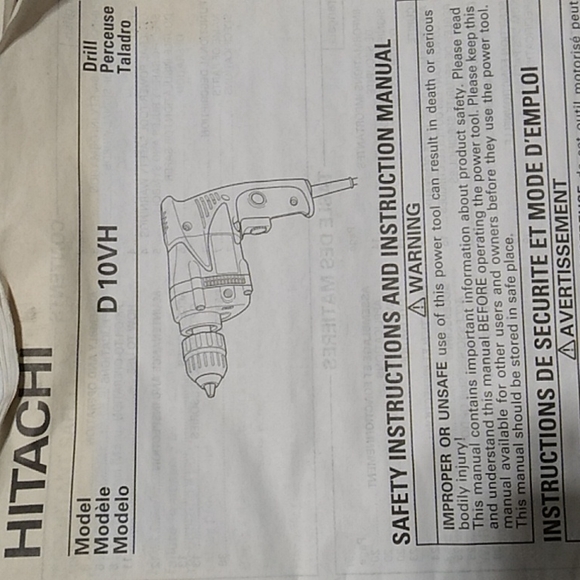 HITACHI
Model
Modèle
Modelo
D 10VH
Drill
Perceuse
Taladro
SAFETY INSTRUCTIONS AND INSTRUCTION MANUAL
⚠ WARNING
IMPROPER OR UNSAFE use of this power tool can result in death or serious
bodily injury!
This manual contains important information about product safety. Please read
and understand this manual BEFORE operating the power tool. Please keep this
manual available for other users and owners before they use the power tool.
This manual should be stored in safe place.
INSTRUCTIONS DE SECURITE ET MODE D'EMPLOI
⚠ AVERTISSEMENT
outil motorisé peut